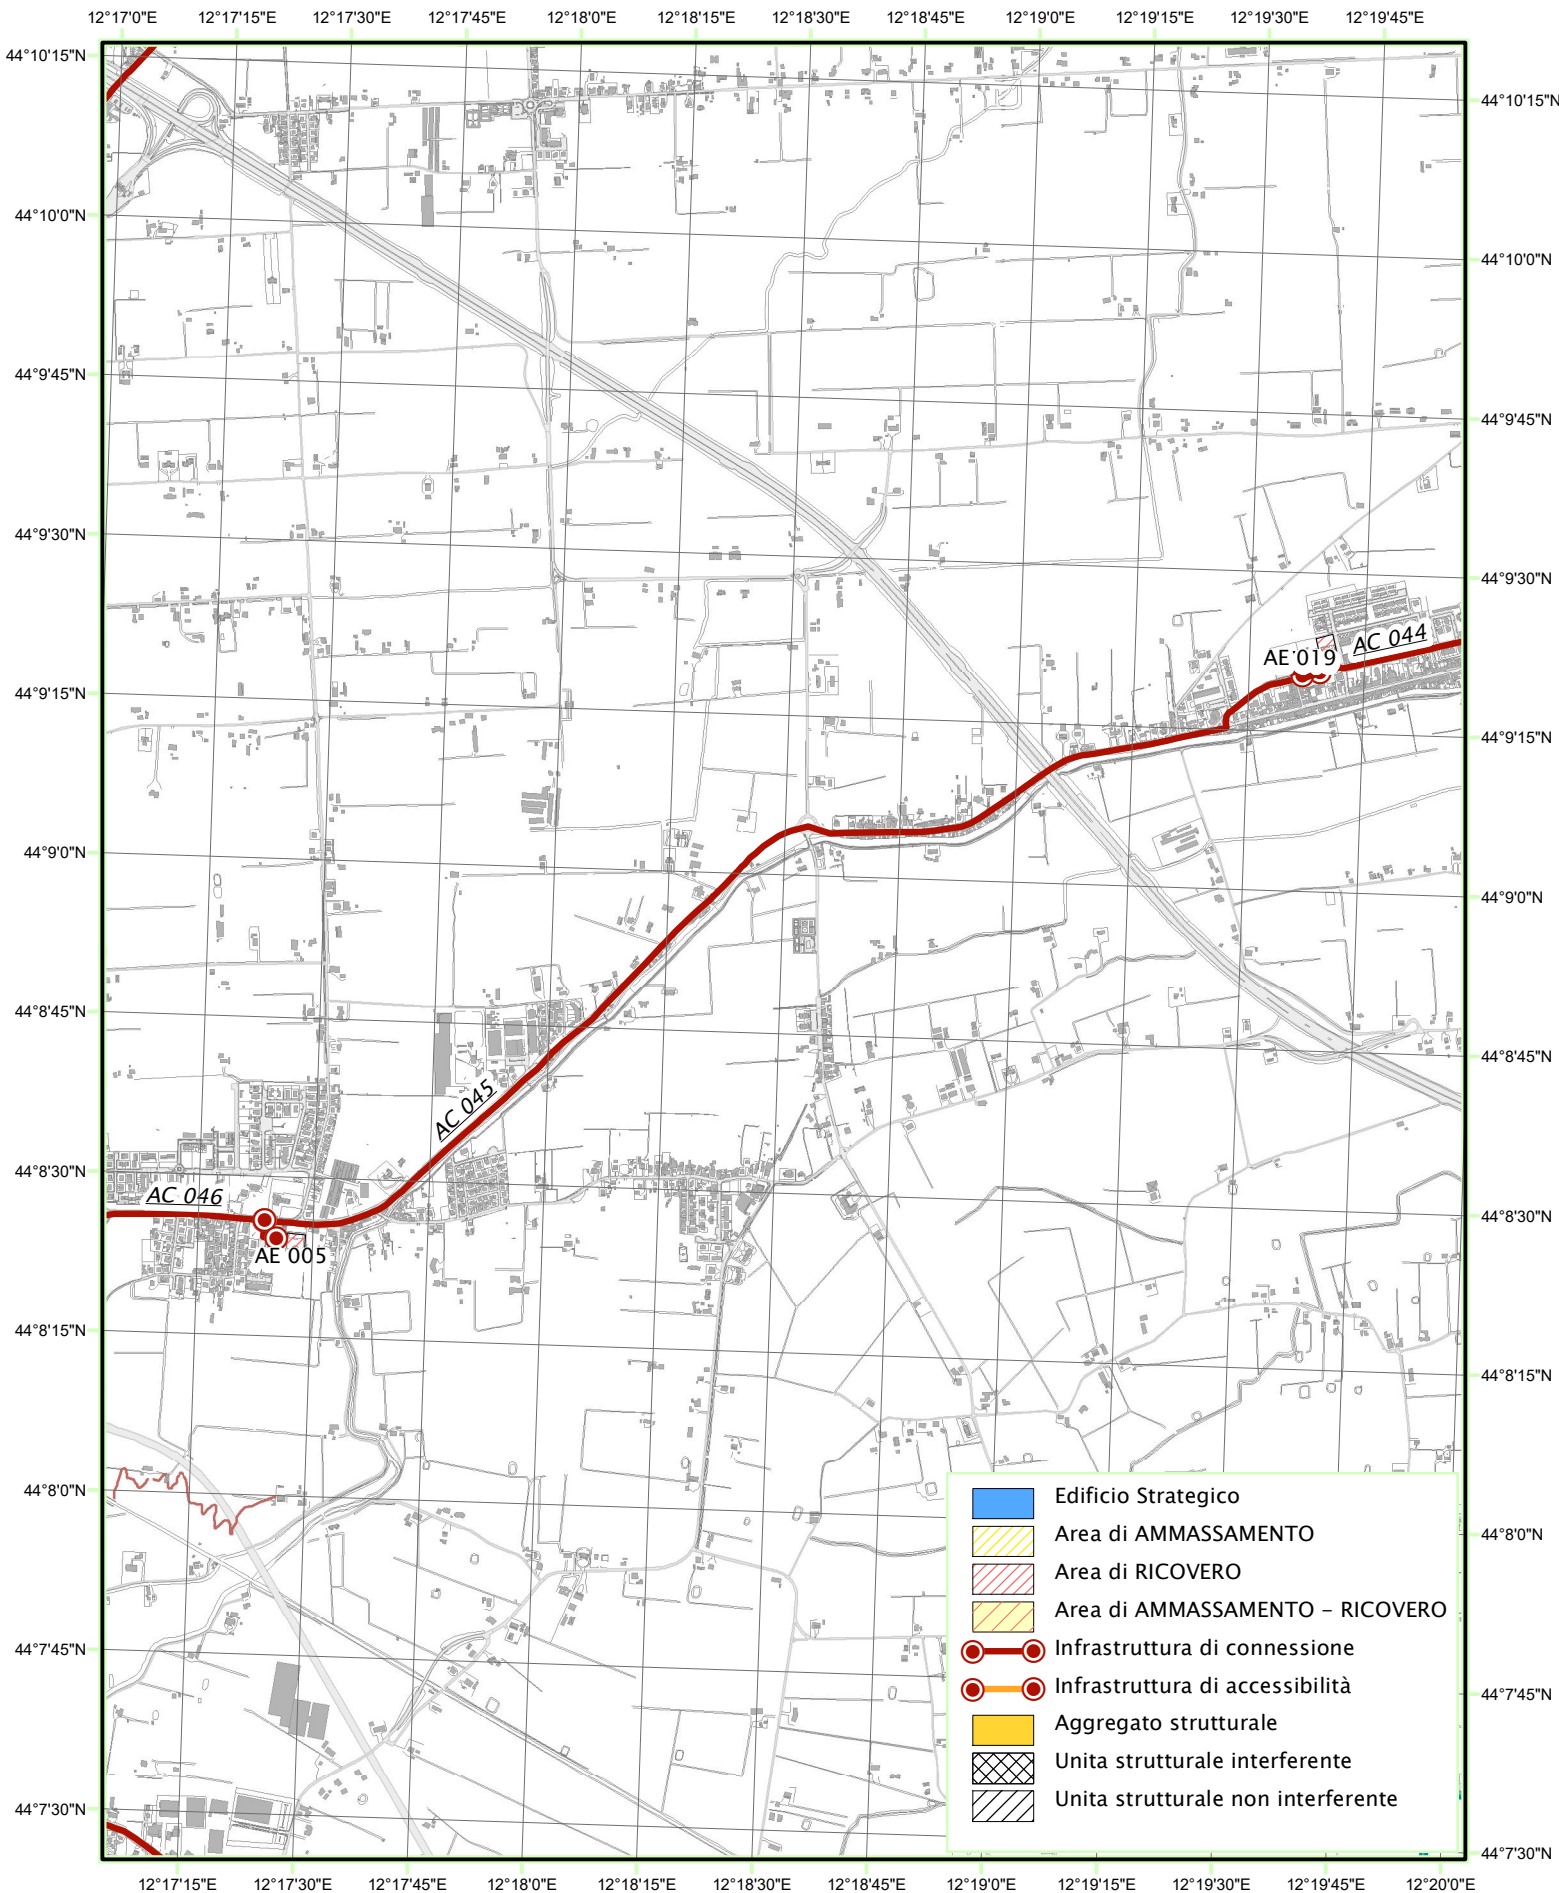 12°17'0"E 12°17'15"E 12°17'30"E 12°17'45"E 12°18'0"E 12°18'15"E 12°18'30"E 12°18'45"E 12°19'0"E 12°19'15"E 12°19'30"E 12°19'45"E
44°10'15"N
44°10'15"N
44°10'0"N
44°10'0"N
44°9'45"N
44°9'45"N
44°9'30"N
44°9'30"N
AC 044
AE 019
44°9'15"N
44°9'15"N
44°9'0"N
44°9'0"N
44°8'45"N
44°8'45"N
AC 045
44°8'30"N
AC 046
44°8'30"N
AE 005
44°8'15"N
44°8'15"N
44°8'0"N
Edificio Strategico
Area di AMMASSAMENTO
44°8'0"N
Area di RICOVERO
Area di AMMASSAMENTO - RICOVERO
44°7'45"N
Infrastruttura di connessione
Infrastruttura di accessibilità
44°7'45"N
Aggregato strutturale
Unita strutturale interferente
Unita strutturale non interferente
44°7'30"N
44°7'30"N
12°17'15"E 12°17'30"E 12°17'45"E 12°18'0"E 12°18'15"E 12°18'30"E 12°18'45"E 12°19'0"E 12°19'15"E 12°19'30"E 12°19'45"E 12°20'0"E